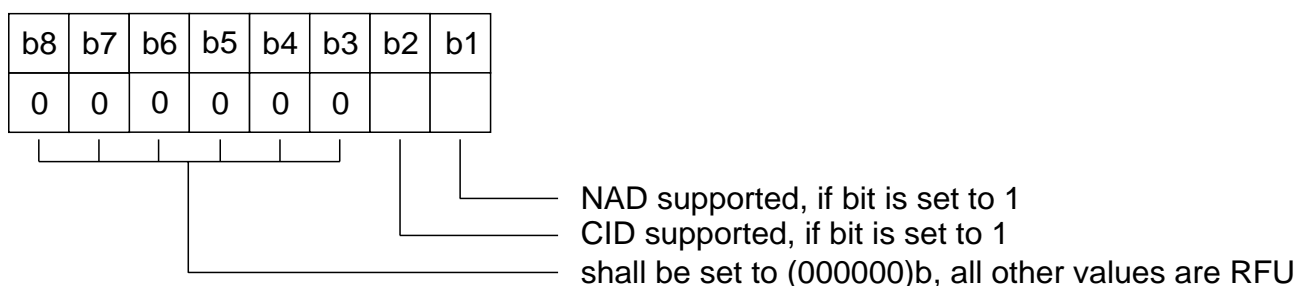 b8 b7 b6 b5 b4 b3 b2 b1
0 0 0 0 0 0
NAD supported, if bit is set to 1
CID supported, if bit is set to 1
shall be set to (000000)b, all other values are RFU